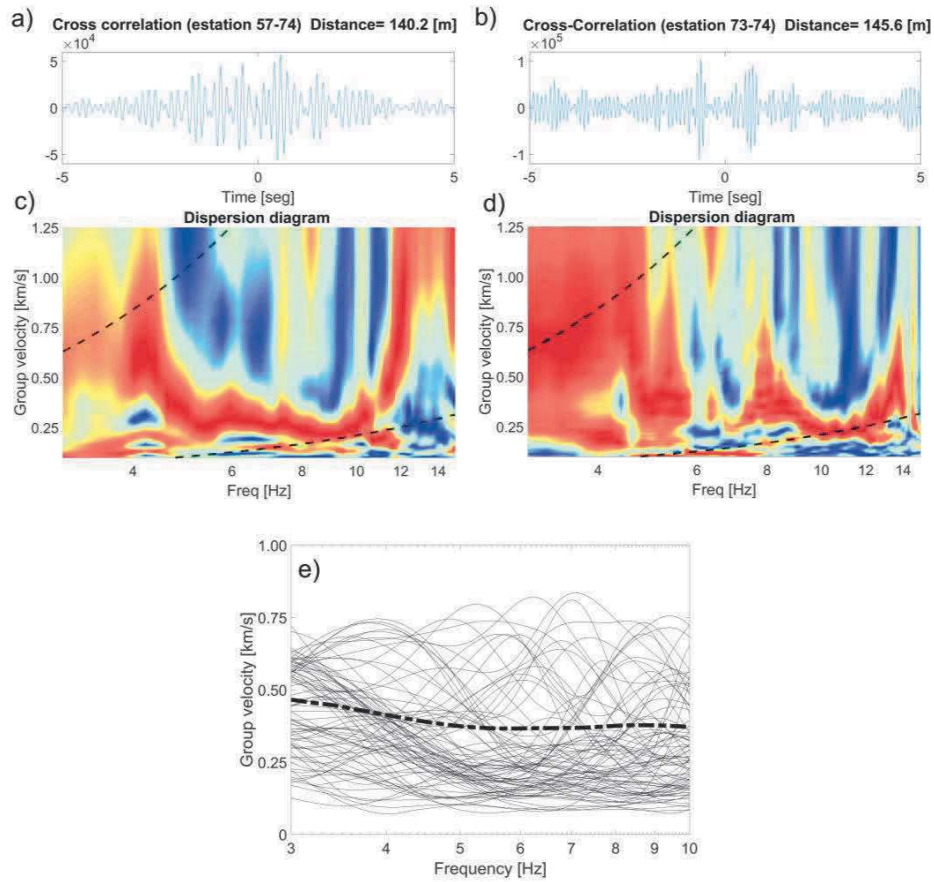 a) Cross correlation (estation 57-74) Distance= 140.2 [m]
×10⁴
5
0
-5
-5 0 5
Time [seg]
b) Cross-Correlation (estation 73-74) Distance= 145.6 [m]
×10⁵
1
0
-1
-5 0 5
Time [seg]
c) Dispersion diagram
1.25
1.00
0.75
0.50
0.25
Group velocity [km/s]
4 6 8 10 12 14
Freq [Hz]
d) Dispersion diagram
1.25
1.00
0.75
0.50
0.25
Group velocity [km/s]
4 6 8 10 12 14
Freq [Hz]
e)
1.00
0.75
0.50
0.25
0
Group velocity [km/s]
3 4 5 6 7 8 9 10
Frequency [Hz]